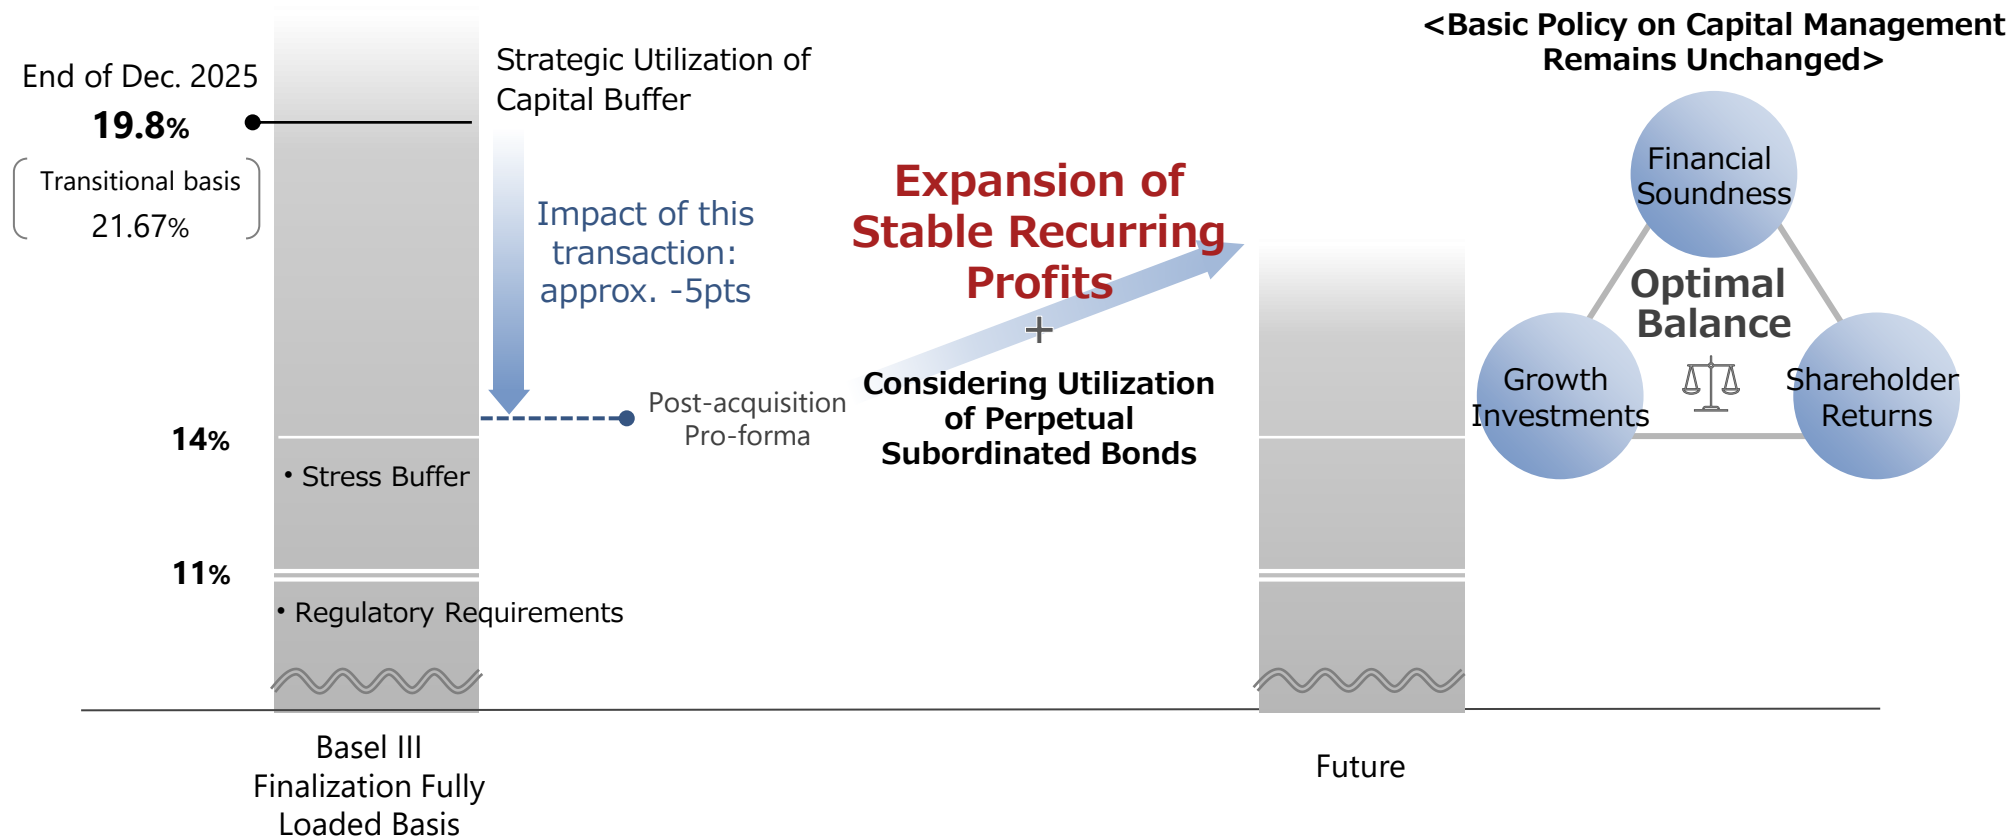 End of Dec. 2025
19.8%
Transitional basis
21.67%
Strategic Utilization of
Capital Buffer
Impact of this
transaction:
approx. -5pts
Post-acquisition
Pro-forma
14%
・Stress Buffer
11%
・Regulatory Requirements
Basel III
Finalization Fully
Loaded Basis
Expansion of
Stable Recurring
Profits
+
Considering Utilization
of Perpetual
Subordinated Bonds
Future
<Basic Policy on Capital Management
Remains Unchanged>
Financial
Soundness
Optimal
Balance
Growth
Investments
Shareholder
Returns